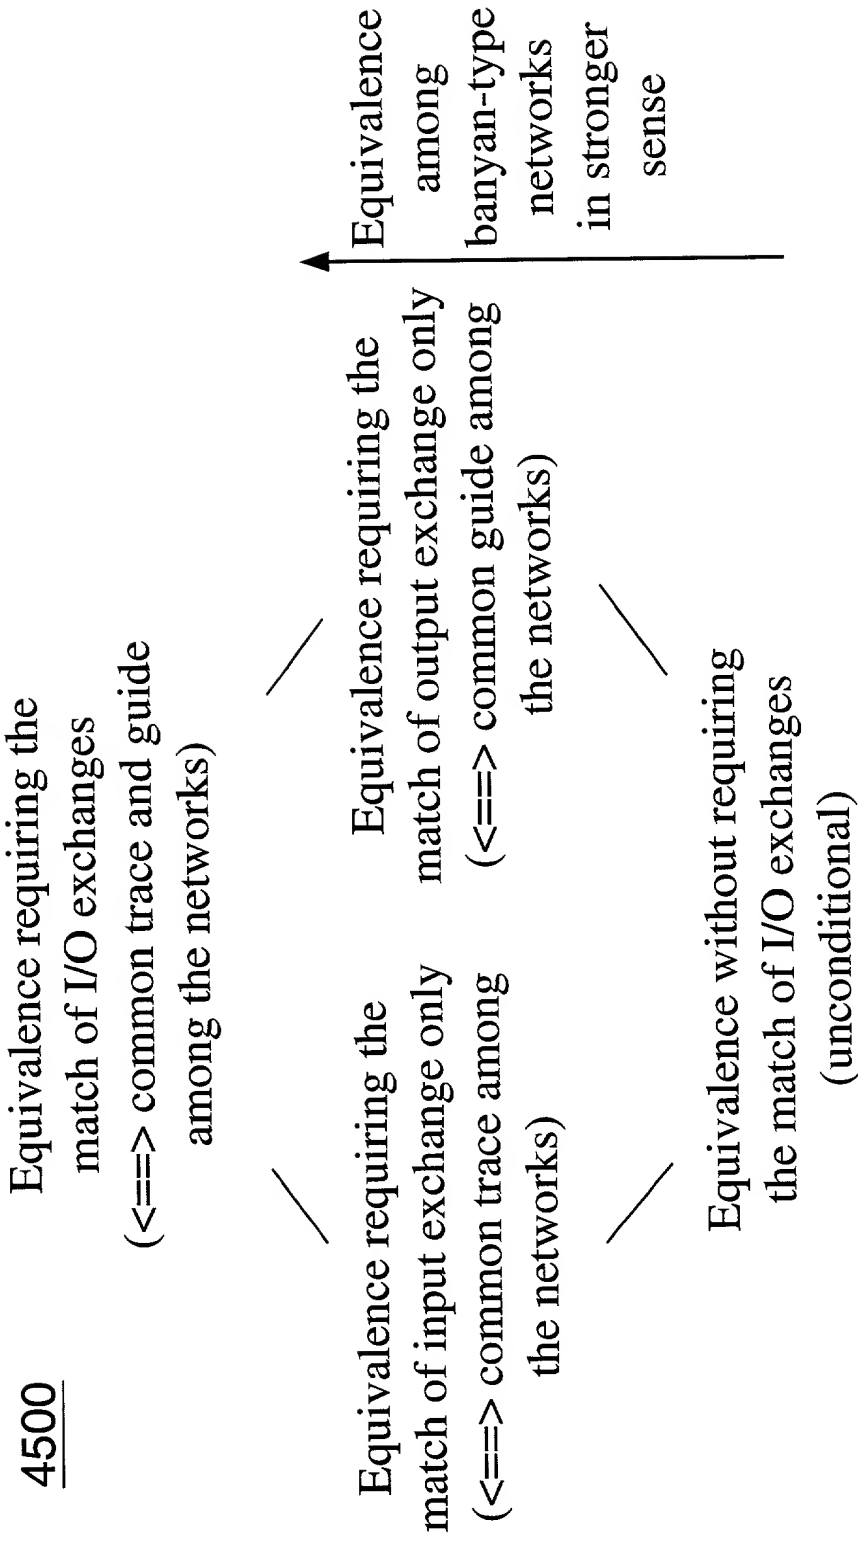 4500
Equivalence requiring the
match of I/O exchanges
(<==> common trace and guide
among the networks)
Equivalence requiring the
match of input exchange only
(<==> common trace among
the networks)
Equivalence requiring the
match of output exchange only
(<==> common guide among
the networks)
Equivalence
among
banyan-type
networks
in stronger
sense
Equivalence without requiring
the match of I/O exchanges
(unconditional)